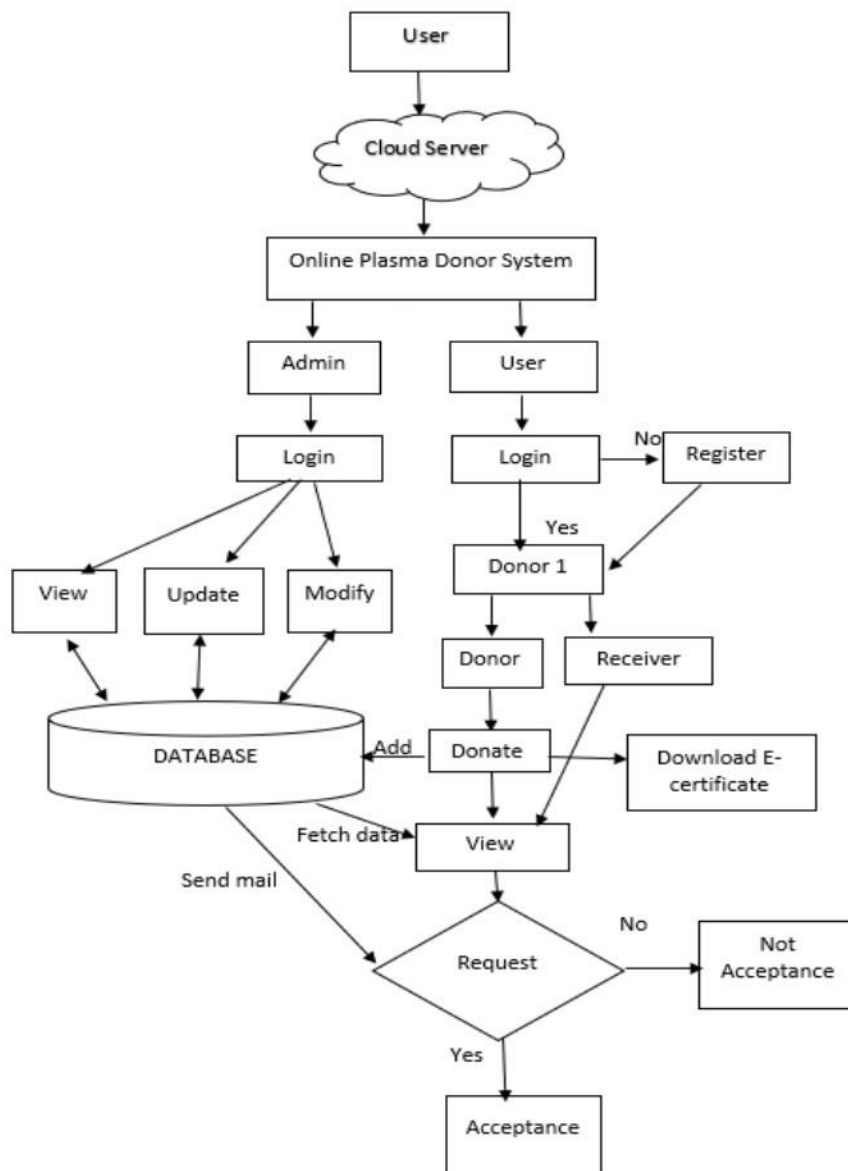 User
Cloud Server
Online Plasma Donor System
Admin
User
Login
Login
No
Register
Yes
Donor 1
View
Update
Modify
Donor
Receiver
DATABASE
Add
Donate
Download E-
certificate
Fetch data
View
Send mail
Request
No
Not
Acceptance
Yes
Acceptance